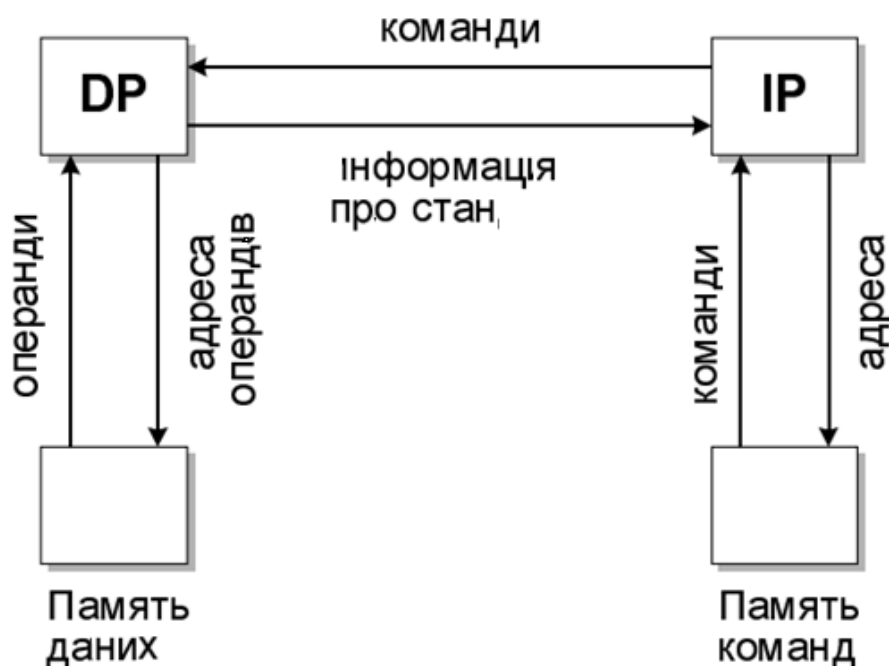 команди
DP
IP
інформація
про стан
операнди
адреса
операндів
команди
адреса
Память
даних
Память
команд